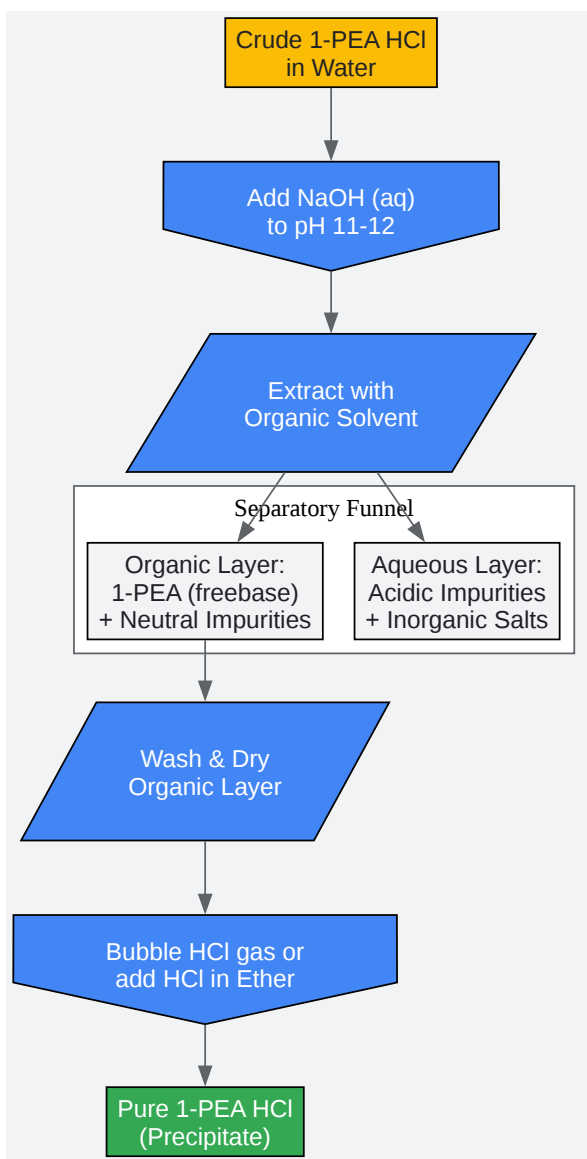 Crude 1-PEA HCl
in Water
Add NaOH (aq)
to pH 11-12
Extract with
Organic Solvent
Separatory Funnel
Organic Layer:
1-PEA (freebase)
+ Neutral Impurities
Aqueous Layer:
Acidic Impurities
+ Inorganic Salts
Wash & Dry
Organic Layer
Bubble HCl gas or
add HCl in Ether
Pure 1-PEA HCl
(Precipitate)